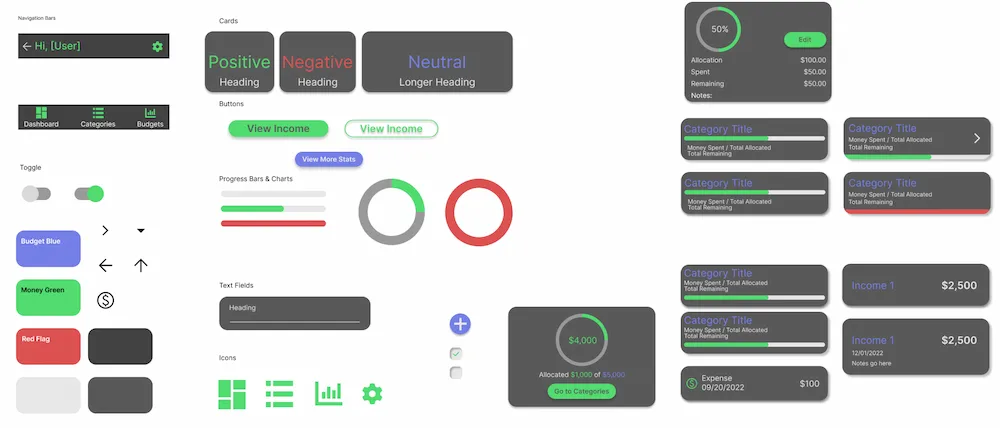 Navigation Bars
Hi, [User]
Dashboard
Categories
Budgets
Toggle
Budget Blue
Money Green
Red Flag
Cards
Positive
Heading
Negative
Heading
Neutral
Longer Heading
Buttons
View Income
View Income
View More Stats
Progress Bars & Charts
Text Fields
Heading
Icons
$4,000
Allocated $1,000 of $5,000
Go to Categories
50%
Edit
Allocation $100.00
Spent $50.00
Remaining $50.00
Notes:
Category Title
Money Spent / Total Allocated
Total Remaining
Category Title
Money Spent / Total Allocated
Total Remaining
Category Title
Money Spent / Total Allocated
Total Remaining
Category Title
Money Spent / Total Allocated
Total Remaining
Category Title
Money Spent / Total Allocated
Total Remaining
Category Title
Money Spent / Total Allocated
Total Remaining
Expense
09/20/2022
$100
Income 1 $2,500
Income 1 $2,500
12/01/2022
Notes go here